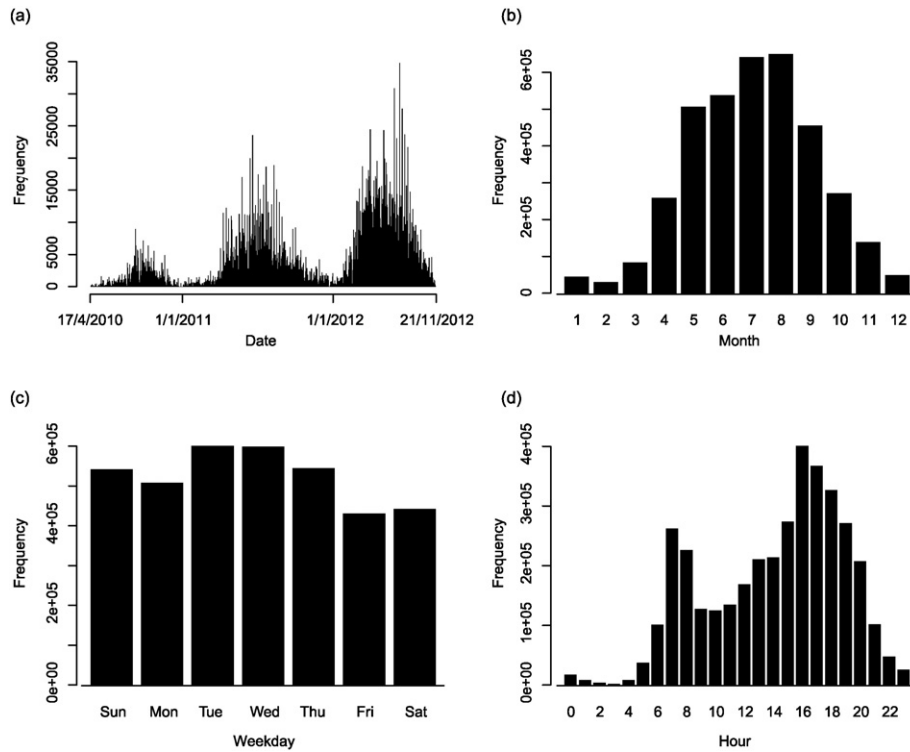 (a)
Frequency
35000
25000
15000
5000
0
17/4/2010 1/1/2011 1/1/2012 21/11/2012
Date
(b)
Frequency
6e+05
4e+05
2e+05
0
1 2 3 4 5 6 7 8 9 10 11 12
Month
(c)
Frequency
6e+05
4e+05
2e+05
0e+00
Sun Mon Tue Wed Thu Fri Sat
Weekday
(d)
Frequency
4e+05
3e+05
2e+05
1e+05
0e+00
0 2 4 6 8 10 12 14 16 18 20 22
Hour